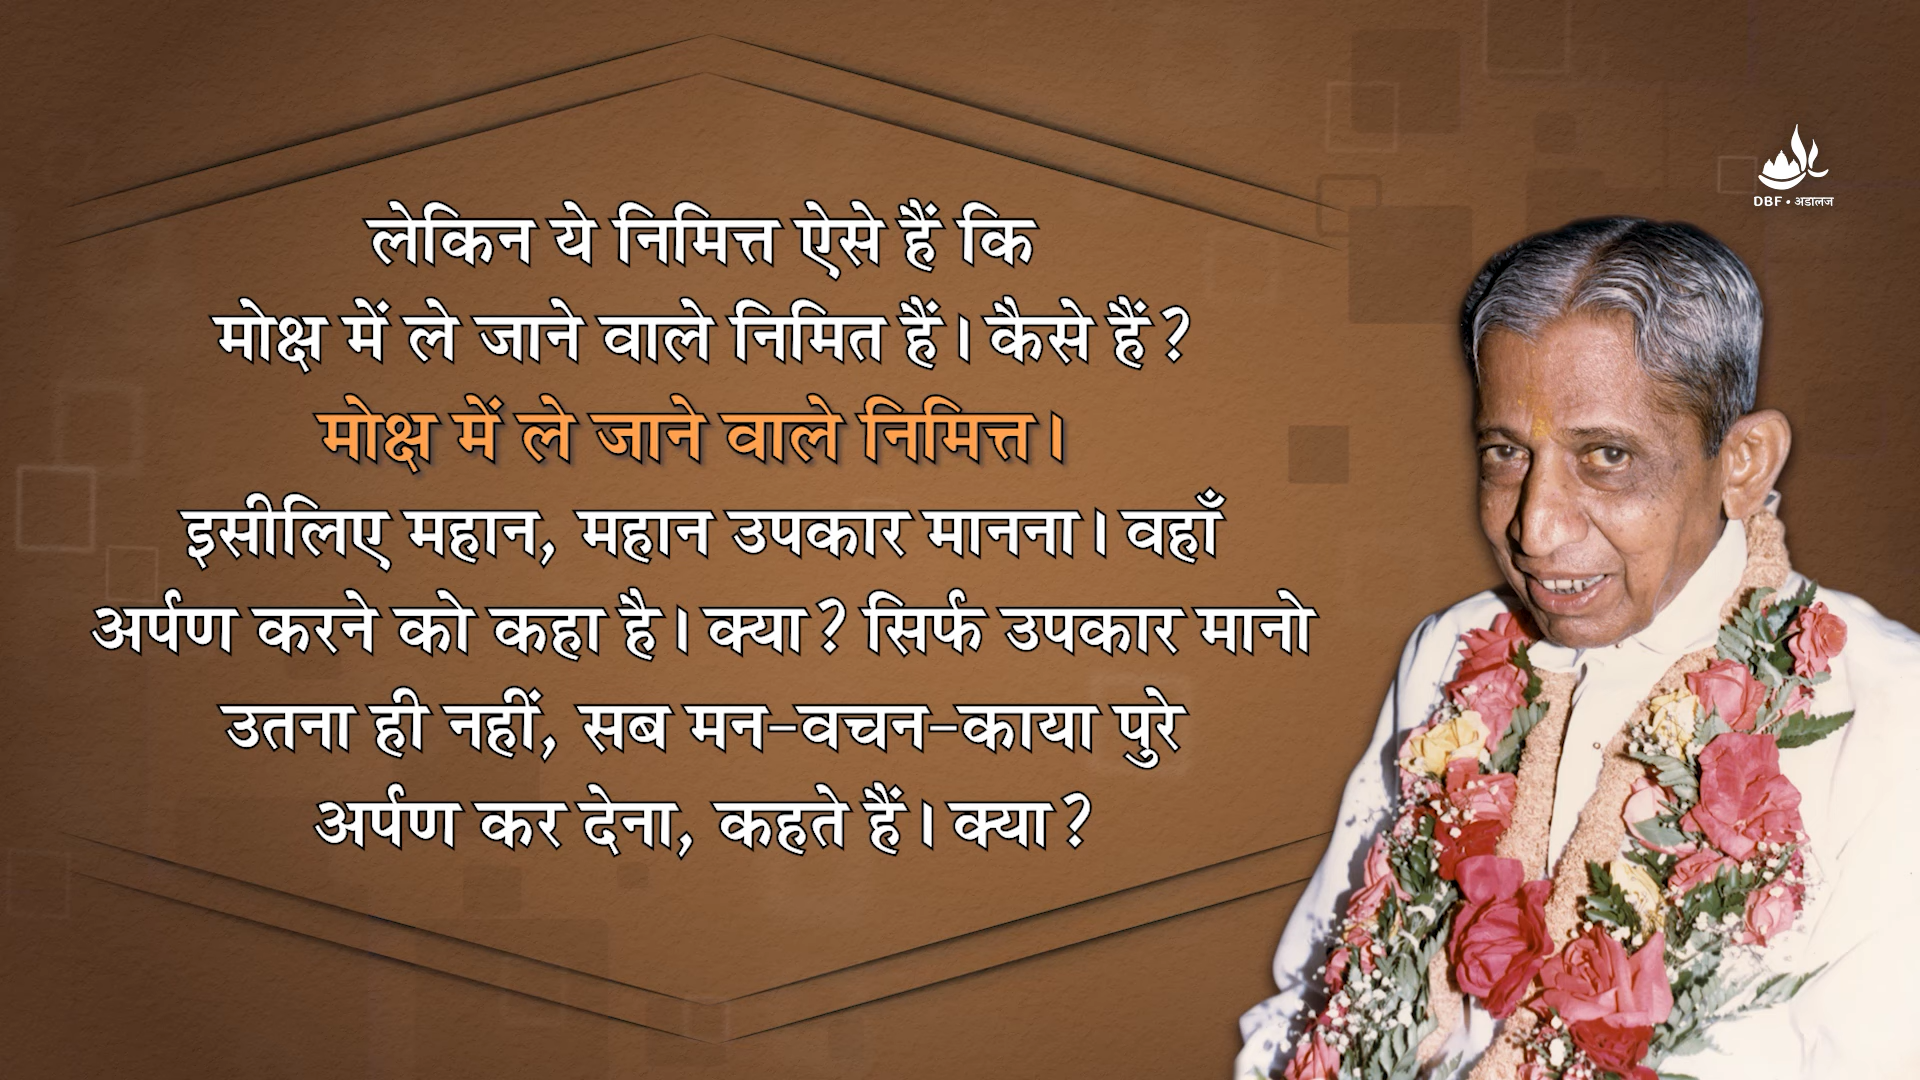 DBF • अडालज
लेकिन ये निमित्त ऐसे हैं कि
मोक्ष में ले जाने वाले निमित हैं। कैसे हैं?
मोक्ष में ले जाने वाले निमित्त।
इसीलिए महान, महान उपकार मानना। वहाँ
अर्पण करने को कहा है। क्या? सिर्फ उपकार मानो
उतना ही नहीं, सब मन-वचन-काया पुरे
अर्पण कर देना, कहते हैं। क्या?